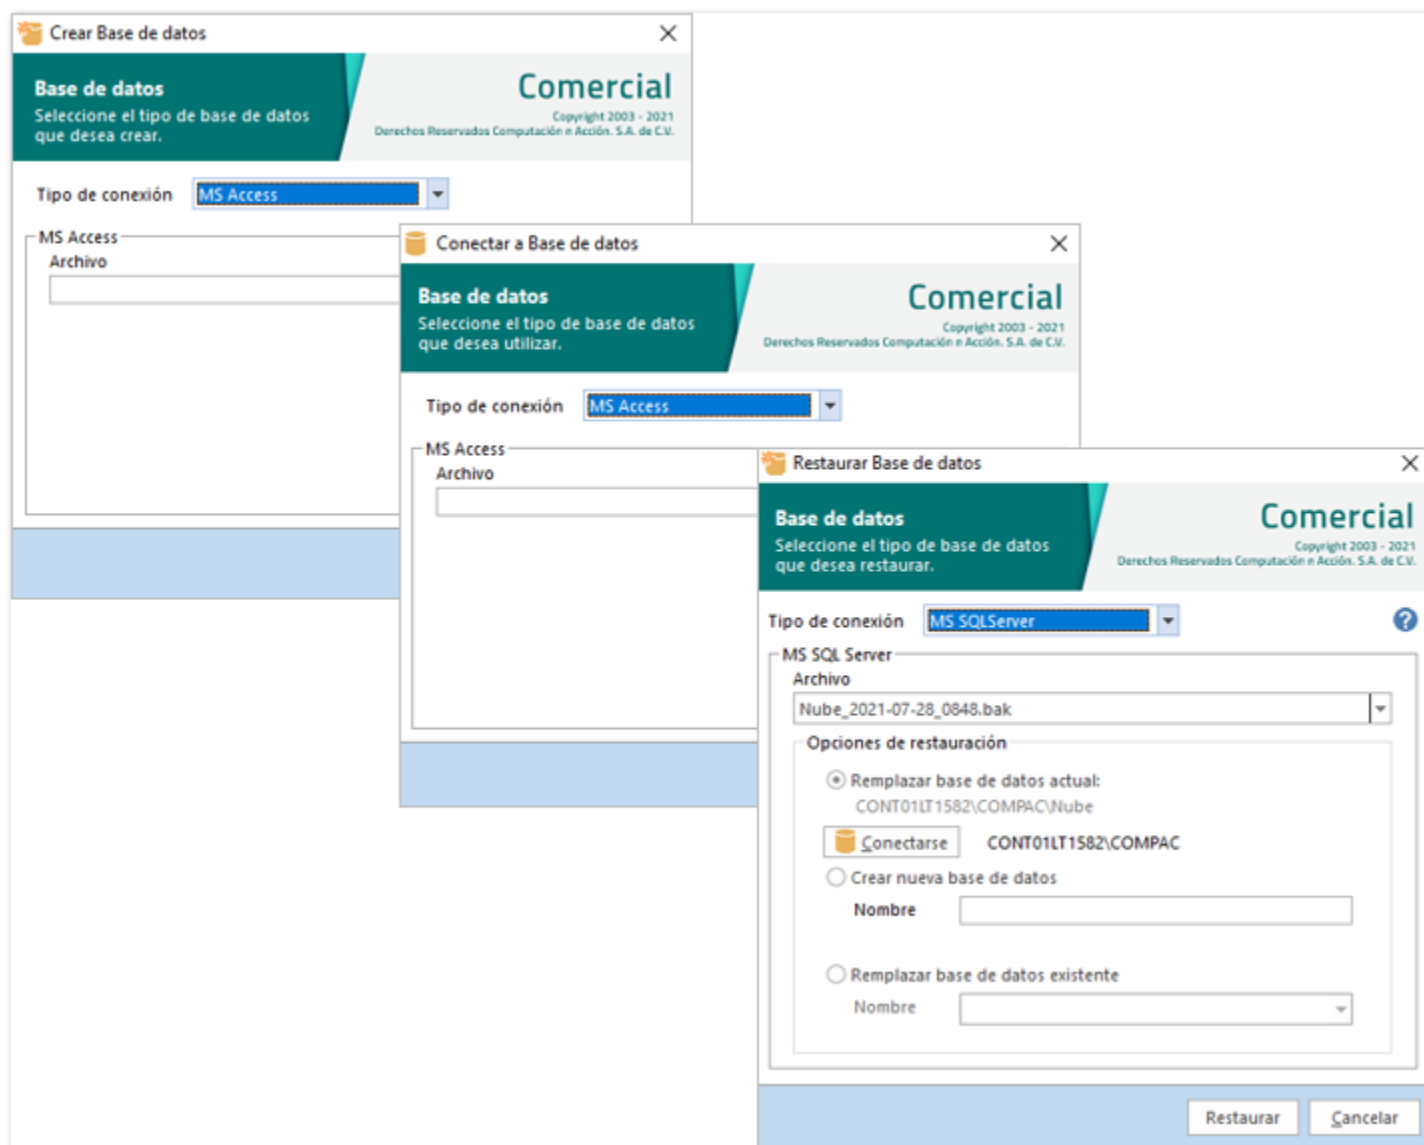 Crear Base de datos
Base de datos
Seleccione el tipo de base de datos
que desea crear.
Comercial
Copyright 2003 - 2021
Derechos Reservados Computación n Acción. S.A. de C.V.
Tipo de conexión MS Access
MS Access
Archivo
Conectar a Base de datos
Base de datos
Seleccione el tipo de base de datos
que desea utilizar.
Comercial
Copyright 2003 - 2021
Derechos Reservados Computación n Acción. S.A. de C.V.
Tipo de conexión MS Access
MS Access
Archivo
Restaurar Base de datos
Base de datos
Seleccione el tipo de base de datos
que desea restaurar.
Comercial
Copyright 2003 - 2021
Derechos Reservados Computación n Acción. S.A. de C.V.
Tipo de conexión MS SQLServer ?
MS SQL Server
Archivo
Nube_2021-07-28_0848.bak
Opciones de restauración
Remplazar base de datos actual:
CONT01LT1582\COMPAC\Nube
Conectarse CONT01LT1582\COMPAC
Crear nueva base de datos
Nombre
Remplazar base de datos existente
Nombre
Restaurar Cancelar